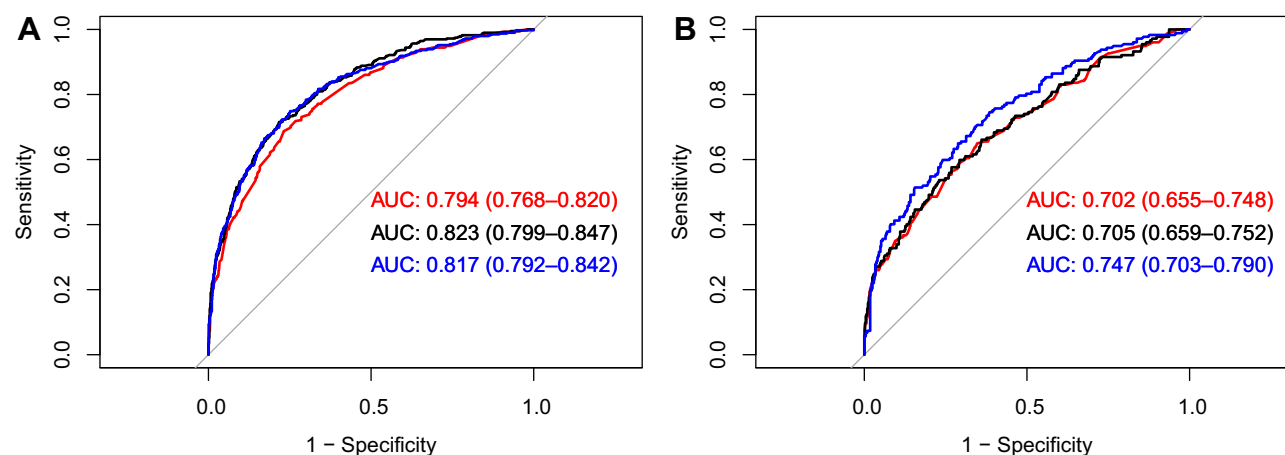 A
Sensitivity
1.0
0.8
0.6
0.4
0.2
0.0
AUC: 0.794 (0.768–0.820)
AUC: 0.823 (0.799–0.847)
AUC: 0.817 (0.792–0.842)
0.0 0.5 1.0
1 − Specificity
B
Sensitivity
1.0
0.8
0.6
0.4
0.2
0.0
AUC: 0.702 (0.655–0.748)
AUC: 0.705 (0.659–0.752)
AUC: 0.747 (0.703–0.790)
0.0 0.5 1.0
1 − Specificity